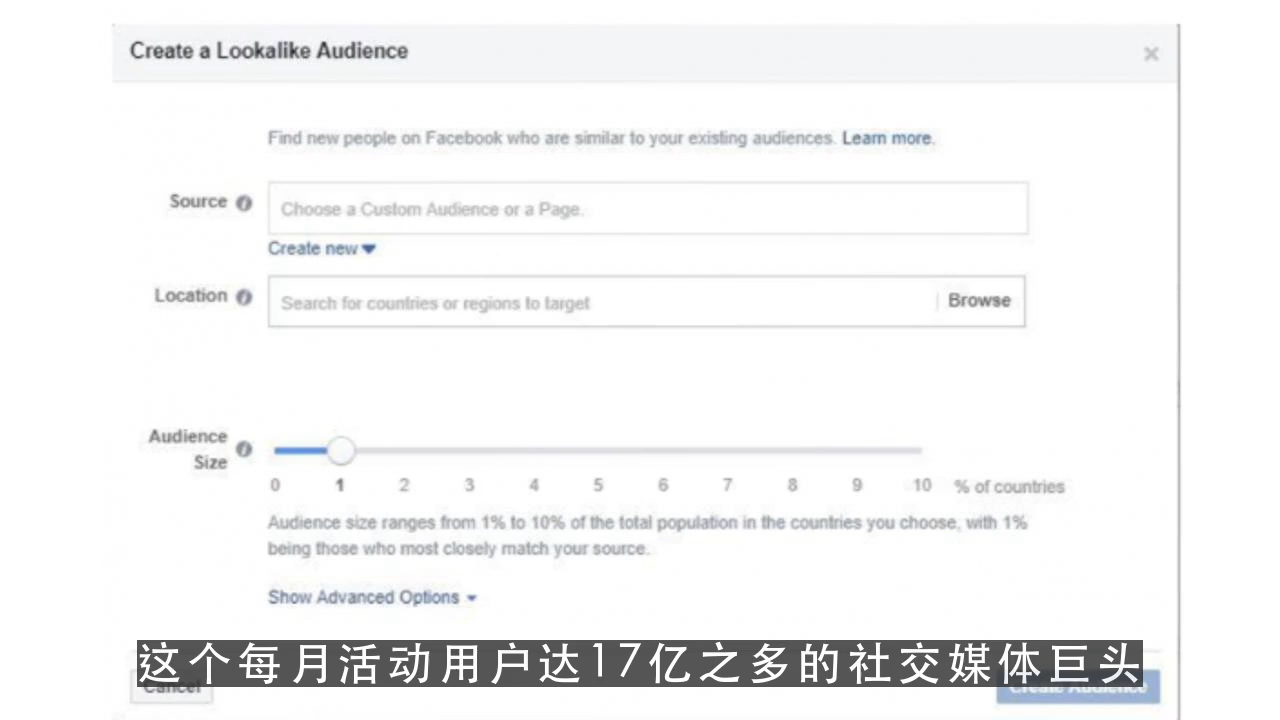 Create a Lookalike Audience
Find new people on Facebook who are similar to your existing audiences. Learn more.
Source
Choose a Custom Audience or a Page.
Create new
Location
Search for countries or regions to target
Browse
Audience
Size
0 1 2 3 4 5 6 7 8 9 10 % of countries
Audience size ranges from 1% to 10% of the total population in the countries you choose, with 1%
being those who most closely match your source.
Show Advanced Options
这个每月活动用户达17亿之多的社交媒体巨头
Cancel
Create Audience